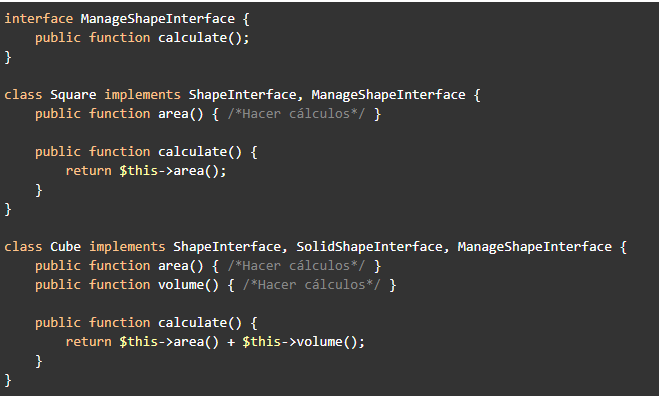 interface ManageShapeInterface {
    public function calculate();
}

class Square implements ShapeInterface, ManageShapeInterface {
    public function area() { /*Hacer cálculos*/ }

    public function calculate() {
        return $this->area();
    }
}

class Cube implements ShapeInterface, SolidShapeInterface, ManageShapeInterface {
    public function area() { /*Hacer cálculos*/ }
    public function volume() { /*Hacer cálculos*/ }

    public function calculate() {
        return $this->area() + $this->volume();
    }
}